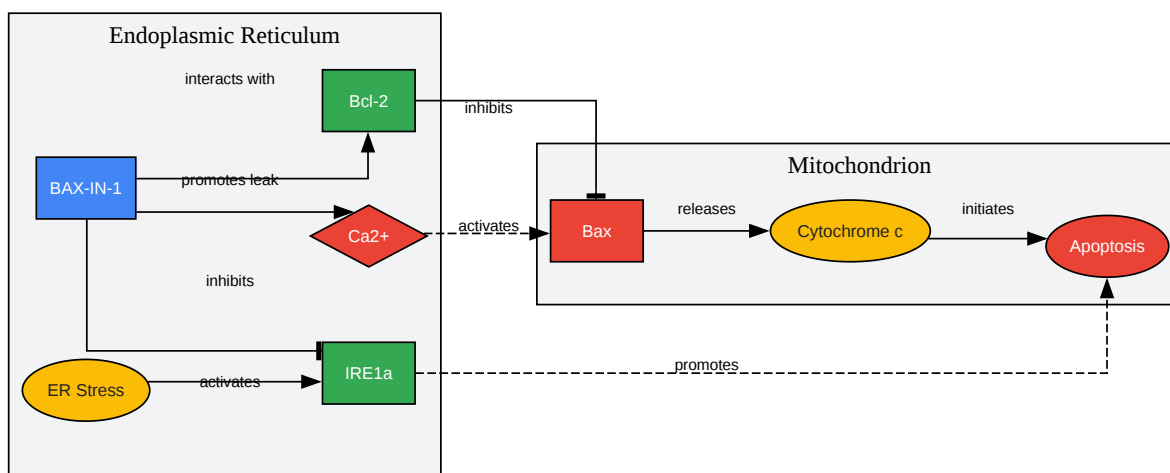 Endoplasmic Reticulum
interacts with
Bcl-2
inhibits
Mitochondrion
BAX-IN-1
promotes leak
Ca2+
activates
Bax
releases
Cytochrome c
initiates
Apoptosis
inhibits
ER Stress
activates
IRE1a
promotes